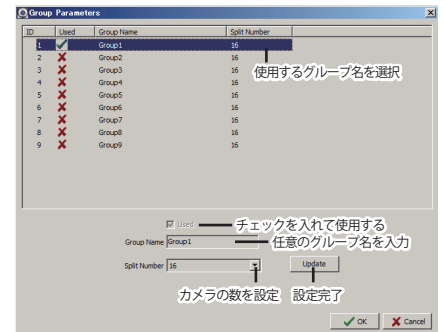 Group Parameters
ID Used Group Name Split Number
1 Group1 16
2 Group2 16
3 Group3 16
4 Group4 16
5 Group5 16
6 Group6 16
7 Group7 16
8 Group8 16
9 Group9 16
使用するグループ名を選択
Used チェックを入れて使用する
Group Name Group1 任意のグループ名を入力
Split Number 16 Update
カメラの数を設定 設定完了
OK Cancel